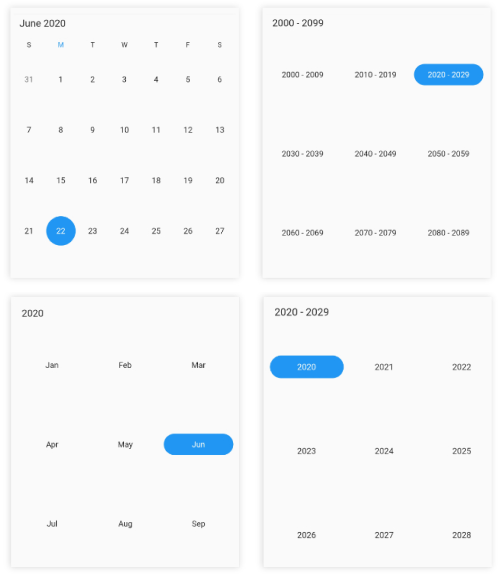 June 2020
S M T W T F S
31 1 2 3 4 5 6
7 8 9 10 11 12 13
14 15 16 17 18 19 20
21 22 23 24 25 26 27
2000 - 2099
2000 - 2009 2010 - 2019 2020 - 2029
2030 - 2039 2040 - 2049 2050 - 2059
2060 - 2069 2070 - 2079 2080 - 2089
2020
Jan Feb Mar
Apr May Jun
Jul Aug Sep
2020 - 2029
2020 2021 2022
2023 2024 2025
2026 2027 2028